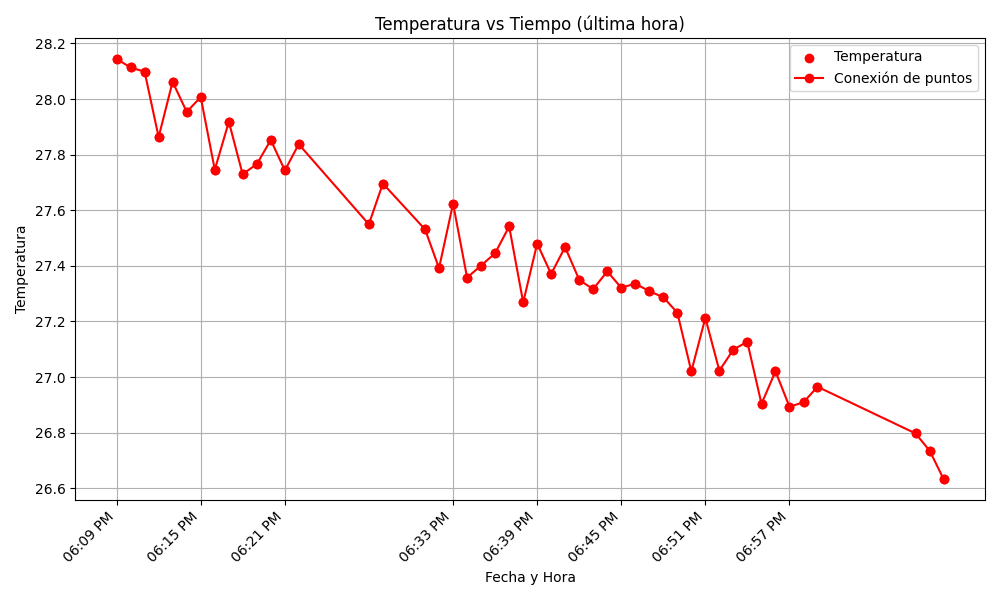 Temperatura vs Tiempo (última hora)
Temperatura
Conexión de puntos
28.2
28.0
27.8
27.6
27.4
27.2
27.0
26.8
26.6
Temperatura
06:09 PM
06:15 PM
06:21 PM
06:33 PM
06:39 PM
06:45 PM
06:51 PM
06:57 PM
Fecha y Hora